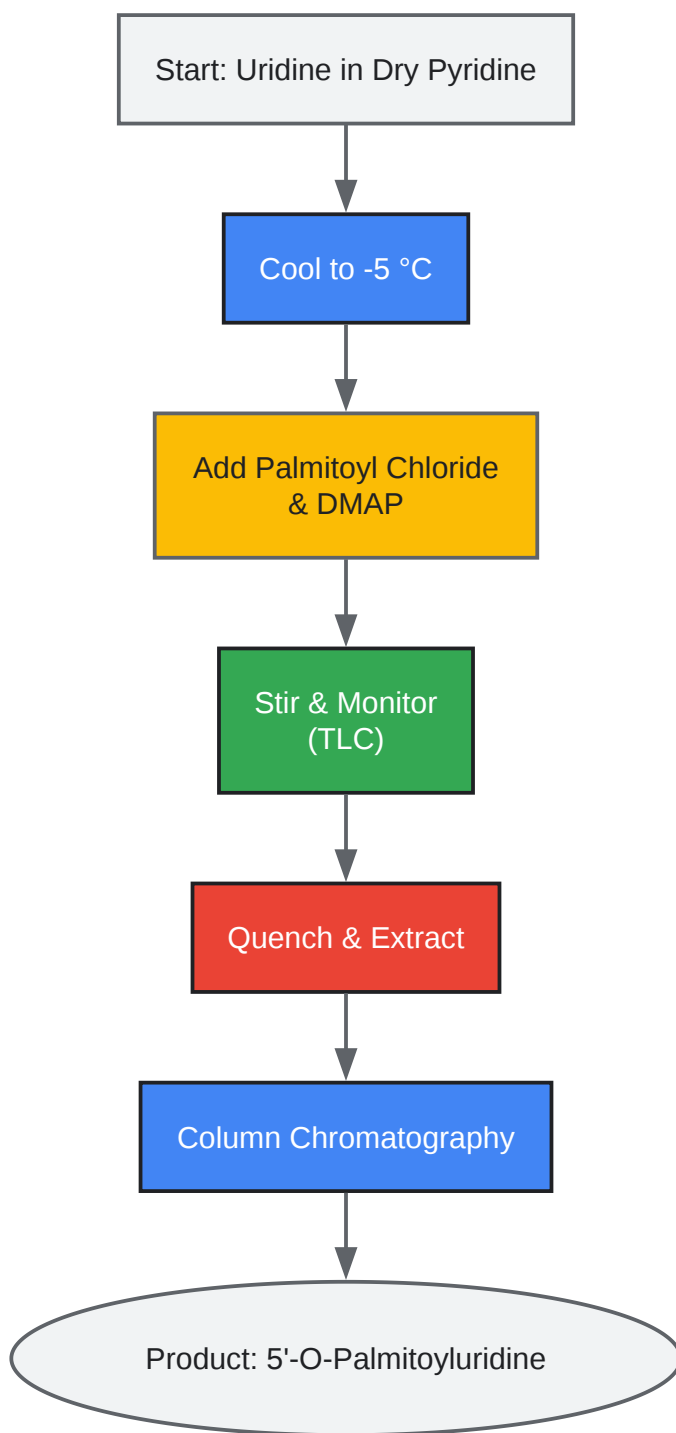 Start: Uridine in Dry Pyridine
Cool to -5 °C
Add Palmitoyl Chloride
& DMAP
Stir & Monitor
(TLC)
Quench & Extract
Column Chromatography
Product: 5'-O-Palmitoyluridine